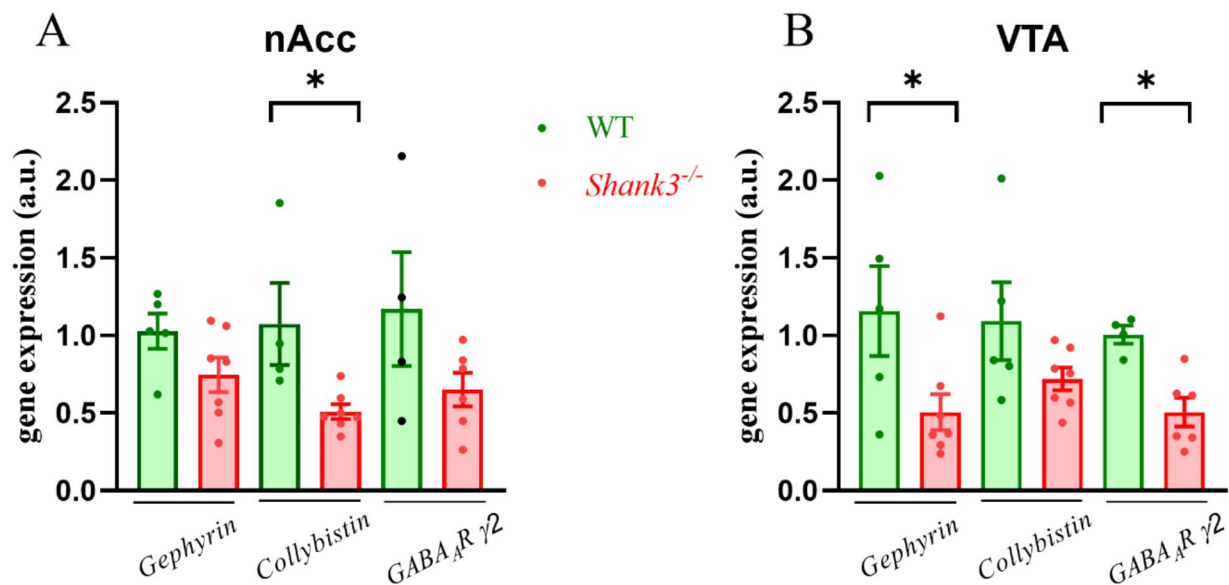 A
nAcc
*
gene expression (a.u.)
2.5
2.0
1.5
1.0
0.5
0.0
Gephyrin
Collybistin
GABA_AR γ2
WT
Shank3^-/-
B
VTA
*
*
gene expression (a.u.)
2.5
2.0
1.5
1.0
0.5
0.0
Gephyrin
Collybistin
GABA_AR γ2